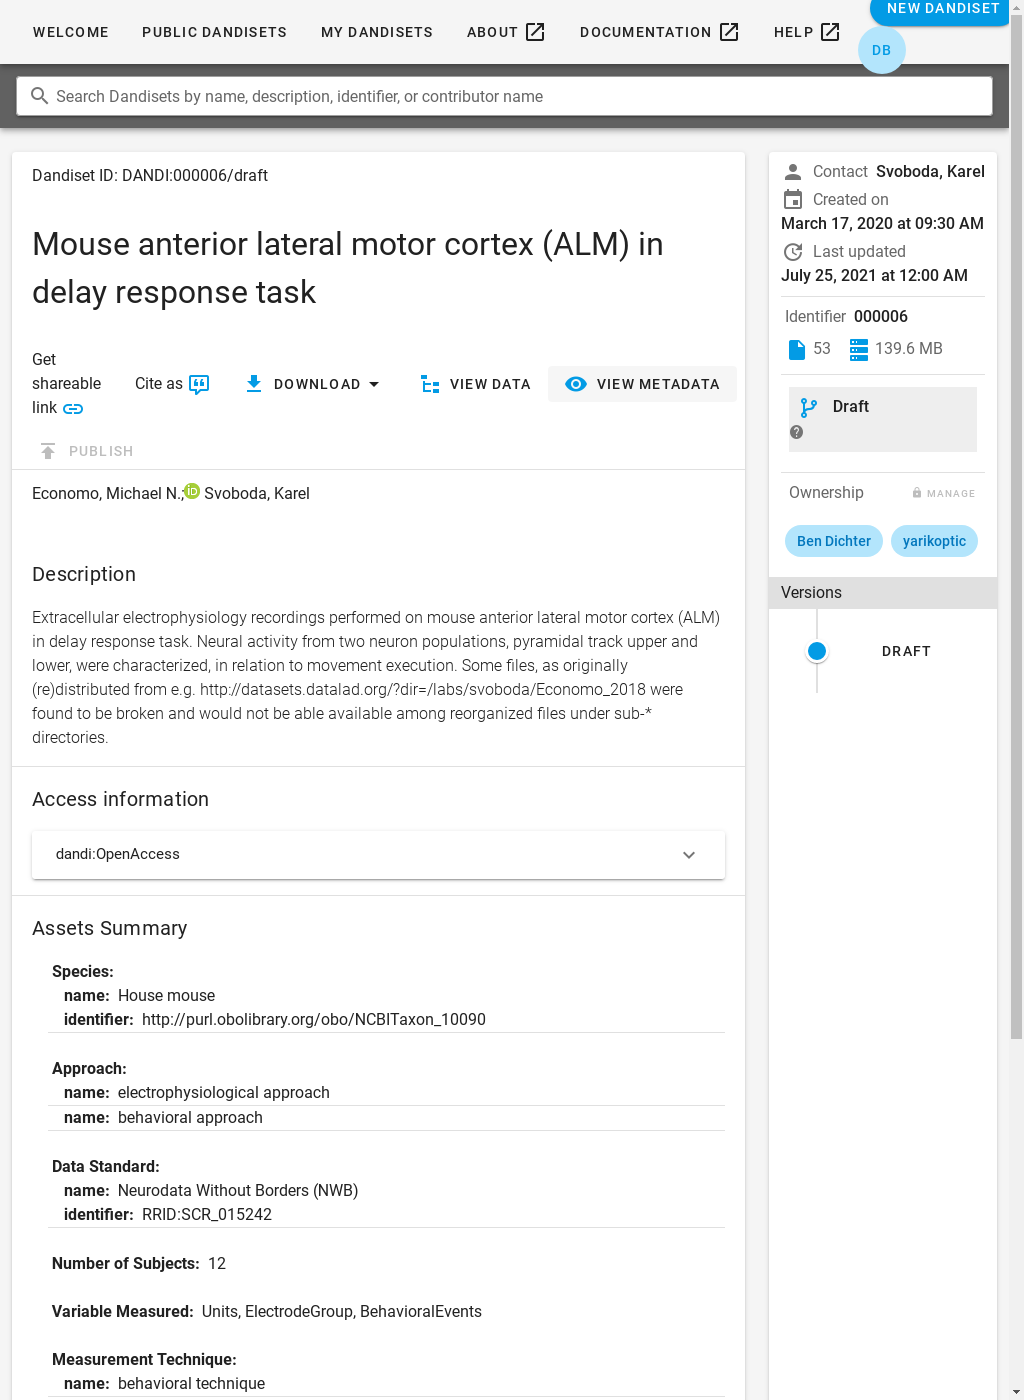 WELCOME PUBLIC DANDISETS MY DANDISETS ABOUT DOCUMENTATION HELP NEW DANDISET
DB
Search Dandisets by name, description, identifier, or contributor name
Dandiset ID: DANDI:000006/draft
Mouse anterior lateral motor cortex (ALM) in
delay response task
Get
shareable
link
Cite as
DOWNLOAD
VIEW DATA
VIEW METADATA
PUBLISH
Economo, Michael N.; Svoboda, Karel
Description
Extracellular electrophysiology recordings performed on mouse anterior lateral motor cortex (ALM)
in delay response task. Neural activity from two neuron populations, pyramidal track upper and
lower, were characterized, in relation to movement execution. Some files, as originally
(re)distributed from e.g. http://datasets.datalad.org/?dir=/labs/svoboda/Economo_2018 were
found to be broken and would not be able available among reorganized files under sub-*
directories.
Access information
dandi:OpenAccess
Assets Summary
Species:
name: House mouse
identifier: http://purl.obolibrary.org/obo/NCBITaxon_10090
Approach:
name: electrophysiological approach
name: behavioral approach
Data Standard:
name: Neurodata Without Borders (NWB)
identifier: RRID:SCR_015242
Number of Subjects: 12
Variable Measured: Units, ElectrodeGroup, BehavioralEvents
Measurement Technique:
name: behavioral technique
Contact Svoboda, Karel
Created on
March 17, 2020 at 09:30 AM
Last updated
July 25, 2021 at 12:00 AM
Identifier 000006
53 139.6 MB
Draft
Ownership MANAGE
Ben Dichter yarikoptic
Versions
DRAFT